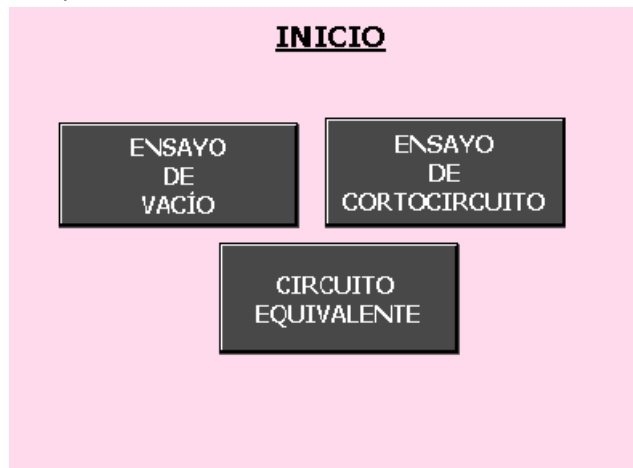 INICIO
ENSAYO
DE
VACÍO
ENSAYO
DE
CORTOCIRCUITO
CIRCUITO
EQUIVALENTE